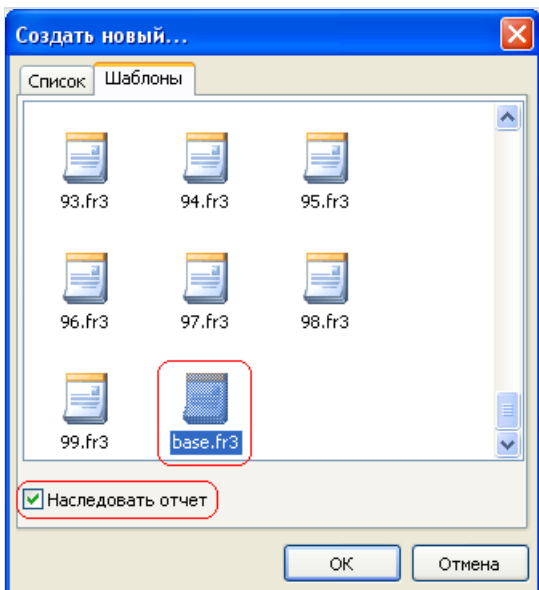 Создать новый...
Список Шаблоны
93.fr3 94.fr3 95.fr3
96.fr3 97.fr3 98.fr3
99.fr3 base.fr3
Наследовать отчет
ОК Отмена